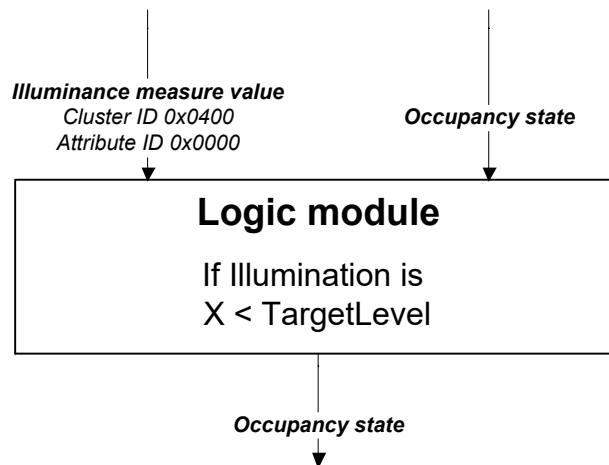 Illuminance measure value
Cluster ID 0x0400
Attribute ID 0x0000
Occupancy state
Logic module
If Illumination is
X < TargetLevel
Occupancy state